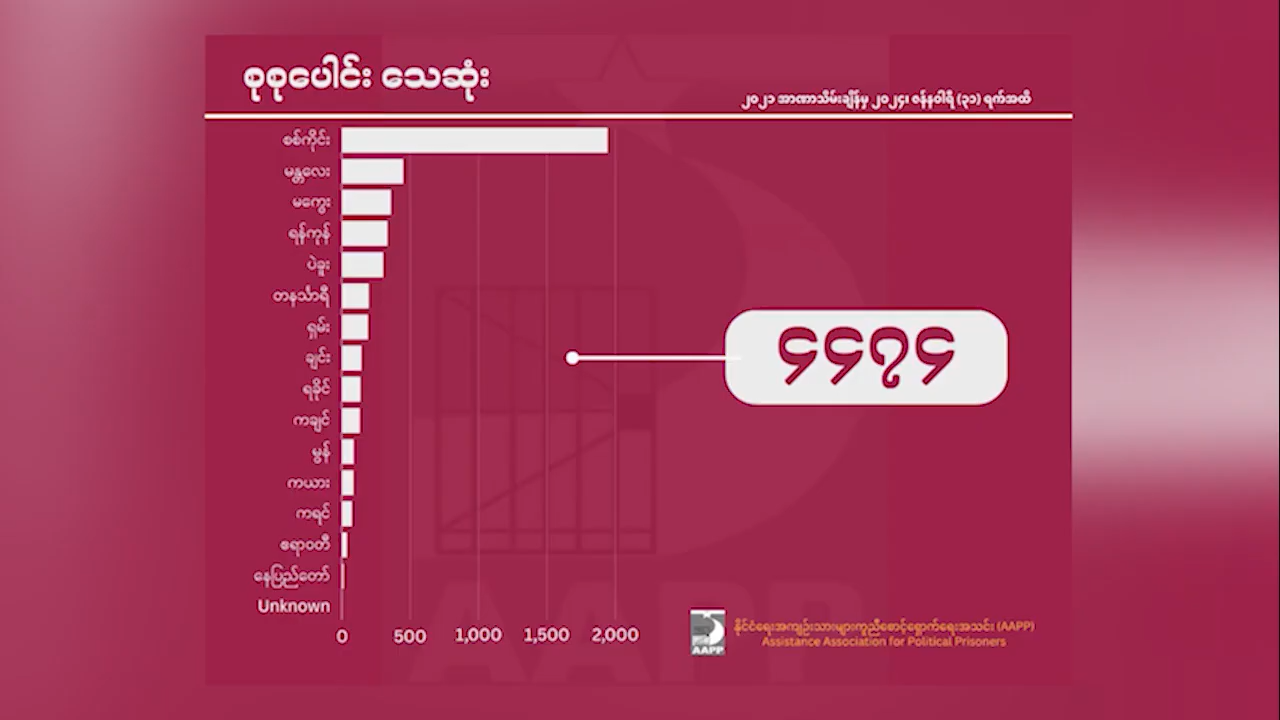 စုစုပေါင်း သေဆုံး
၂၀၂၁ အာဏာသိမ်းချိန်မှ ၂၀၂၄၊ ဇန်နဝါရီ (၃၁) ရက်အထိ
စစ်ကိုင်း
မန္တလေး
မကွေး
ရန်ကုန်
ပဲခူး
တနင်္သာရီ
ရှမ်း
ချင်း
ရခိုင်
ကချင်
မွန်
ကယား
ကရင်
ဧရာဝတီ
နေပြည်တော်
Unknown
0 500 1,000 1,500 2,000
၄၄၇၄
နိုင်ငံရေးအကျဉ်းသားများကူညီစောင့်ရှောက်ရေးအသင်း (AAPP)
Assistance Association for Political Prisoners
AAPP
AAPP